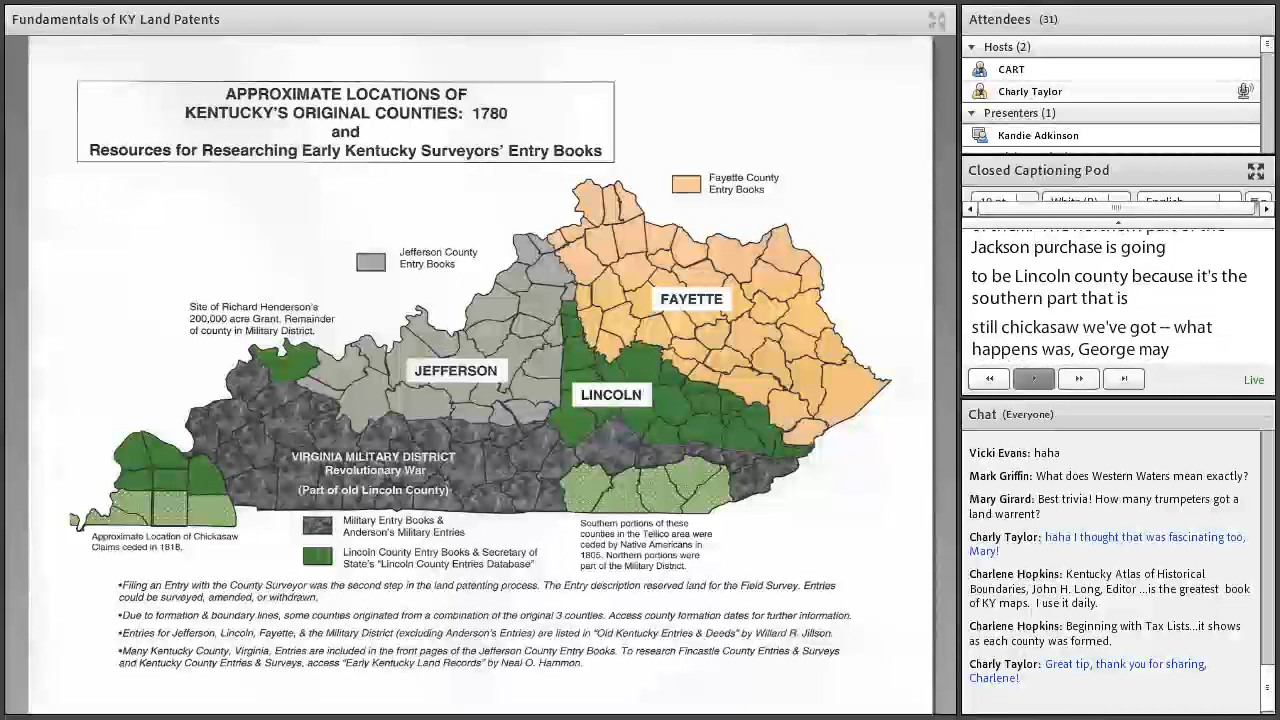 Fundamentals of KY Land Patents
APPROXIMATE LOCATIONS OF
KENTUCKY'S ORIGINAL COUNTIES: 1780
and
Resources for Researching Early Kentucky Surveyors' Entry Books
Fayette County
Entry Books
Jefferson County
Entry Books
Site of Richard Henderson's
200,000 acre Grant. Remainder
of county in Military District.
FAYETTE
JEFFERSON
LINCOLN
VIRGINIA MILITARY DISTRICT
Revolutionary War
(Part of old Lincoln County)
Approximate Location of Chickasaw
Claims ceded in 1818.
Military Entry Books &
Anderson's Military Entries
Lincoln County Entry Books & Secretary of
State's "Lincoln County Entries Database"
Southern portions of these
counties in the Tellico area were
ceded by Native Americans in
1805. Northern portions were
part of the Military District.
•Filing an Entry with the County Surveyor was the second step in the land patenting process. The Entry description reserved land for the Field Survey. Entries
could be surveyed, amended, or withdrawn.
•Due to formation & boundary lines, some counties originated from a combination of the original 3 counties. Access county formation dates for further information.
•Entries for Jefferson, Lincoln, Fayette, & the Military District (excluding Anderson's Entries) are listed in "Old Kentucky Entries & Deeds" by Willard R. Jillson.
•Many Kentucky County, Virginia, Entries are included in the front pages of the Jefferson County Entry Books. To research Fincastle County Entries & Surveys
and Kentucky County Entries & Surveys, access "Early Kentucky Land Records" by Neal O. Hammon.
Attendees (31)
Hosts (2)
CART
Charly Taylor
Presenters (1)
Kandie Adkinson
Closed Captioning Pod
Jackson purchase is going
to be Lincoln county because it's the
southern part that is
still chickasaw we've got -- what
happens was, George may
Live
Chat (Everyone)
Vicki Evans: haha
Mark Griffin: What does Western Waters mean exactly?
Mary Girard: Best trivia! How many trumpeters got a
land warrent?
Charly Taylor: haha I thought that was fascinating too,
Mary!
Charlene Hopkins: Kentucky Atlas of Historical
Boundaries, John H. Long, Editor ...is the greatest book
of KY maps. I use it daily.
Charlene Hopkins: Beginning with Tax Lists...it shows
as each county was formed.
Charly Taylor: Great tip, thank you for sharing,
Charlene!